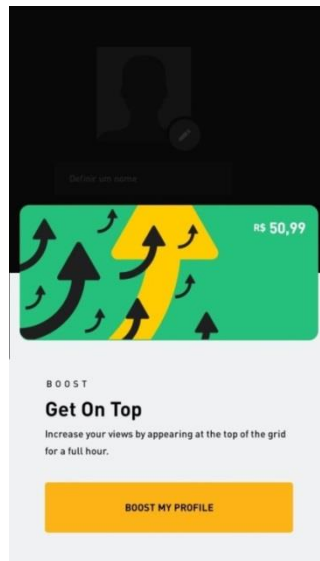 Definir um nome
R$ 50,99
BOOST
Get On Top
Increase your views by appearing at the top of the grid
for a full hour.
BOOST MY PROFILE